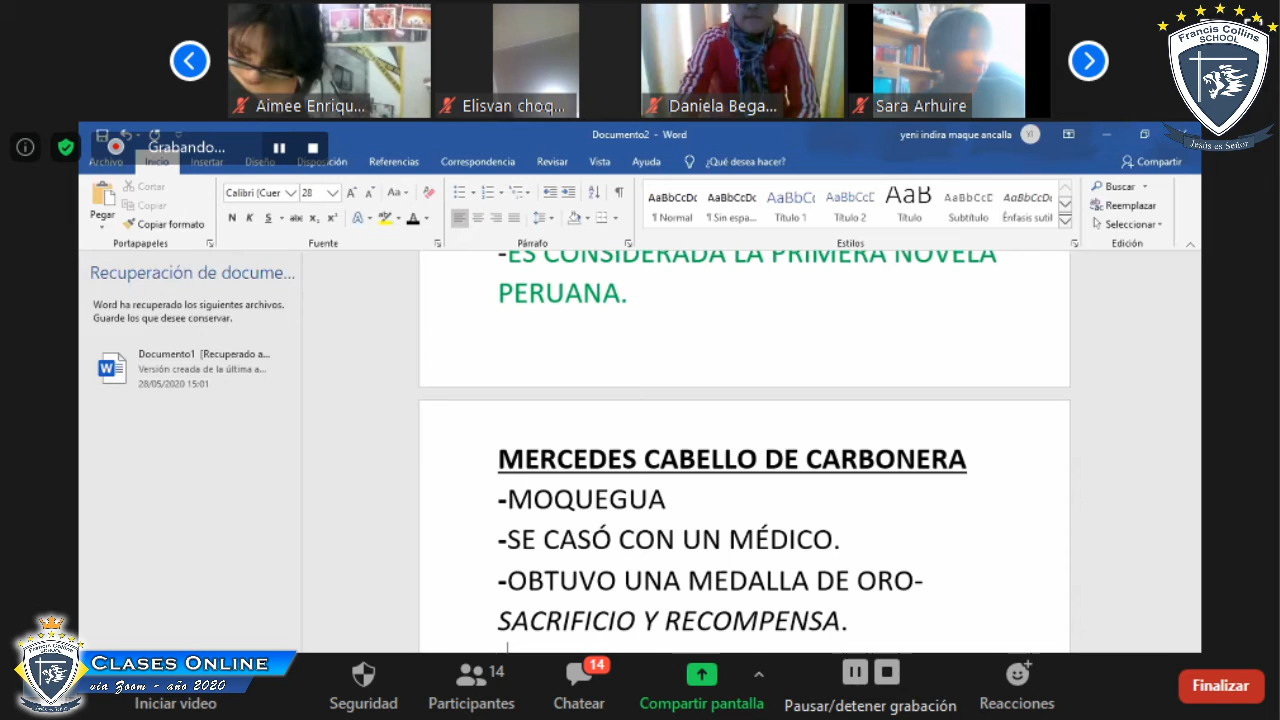 Francis Collins
SCHOOL
Jesús es Señor
Aimee Enriqu...
Elisvan choq...
Daniela Bega...
Sara Arhuire
Grabando...
Documento2 - Word
yeni indira maque ancalla
YI
Archivo
Inicio
Insertar
Diseño
Disposición
Referencias
Correspondencia
Revisar
Vista
Ayuda
¿Qué desea hacer?
Compartir
Pegar
Cortar
Copiar
Copiar formato
Portapapeles
Calibri (Cuer
28
N K S abc x, x²
Fuente
Párrafo
AaBbCcDc AaBbCcDc AaBbCc AaBbCcD AaB AaBbCcD AaBbCcDc
¶ Normal
¶ Sin espa...
Título 1
Título 2
Título
Subtítulo
Énfasis sutil
Estilos
Buscar
Reemplazar
Seleccionar
Edición
Recuperación de docume...
Word ha recuperado los siguientes archivos.
Guarde los que desee conservar.
Documento1 [Recuperado a...
Versión creada de la última a...
28/05/2020 15:01
-ES CONSIDERADA LA PRIMERA NOVELA
PERUANA.
MERCEDES CABELLO DE CARBONERA
-MOQUEGUA
-SE CASÓ CON UN MÉDICO.
-OBTUVO UNA MEDALLA DE ORO-
SACRIFICIO Y RECOMPENSA.
Clases Online
via Zoom - año 2020
Iniciar video
Seguridad
14
Participantes
14
Chatear
Compartir pantalla
Pausar/detener grabación
Reacciones
Finalizar